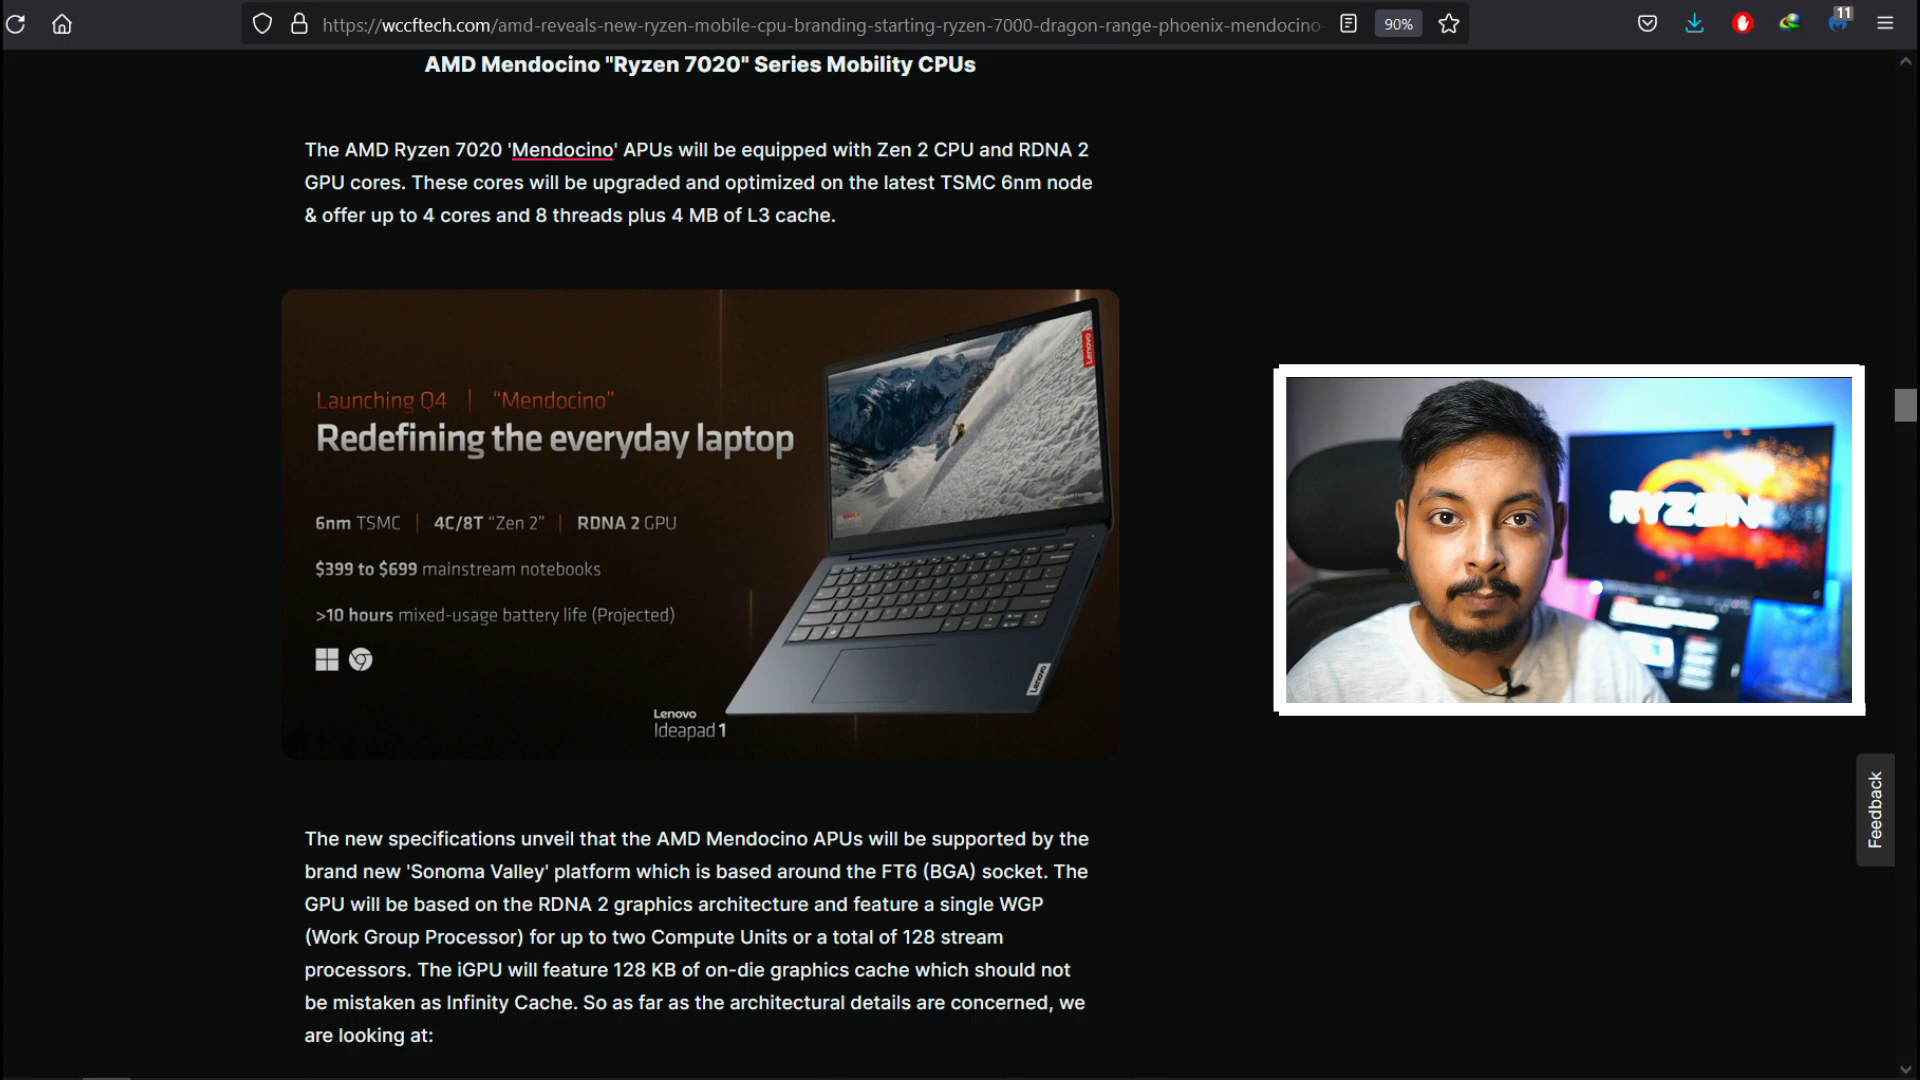 https://wccftech.com/amd-reveals-new-ryzen-mobile-cpu-branding-starting-ryzen-7000-dragon-range-phoenix-mendocino-
90%
11
AMD Mendocino "Ryzen 7020" Series Mobility CPUs
The AMD Ryzen 7020 'Mendocino' APUs will be equipped with Zen 2 CPU and RDNA 2
GPU cores. These cores will be upgraded and optimized on the latest TSMC 6nm node
& offer up to 4 cores and 8 threads plus 4 MB of L3 cache.
Launching Q4 | “Mendocino”
Redefining the everyday laptop
6nm TSMC | 4C/8T “Zen 2” | RDNA 2 GPU
$399 to $699 mainstream notebooks
>10 hours mixed-usage battery life (Projected)
Lenovo
Lenovo
Lenovo
Ideapad 1
RYZEN
Feedback
The new specifications unveil that the AMD Mendocino APUs will be supported by the
brand new 'Sonoma Valley' platform which is based around the FT6 (BGA) socket. The
GPU will be based on the RDNA 2 graphics architecture and feature a single WGP
(Work Group Processor) for up to two Compute Units or a total of 128 stream
processors. The iGPU will feature 128 KB of on-die graphics cache which should not
be mistaken as Infinity Cache. So as far as the architectural details are concerned, we
are looking at: